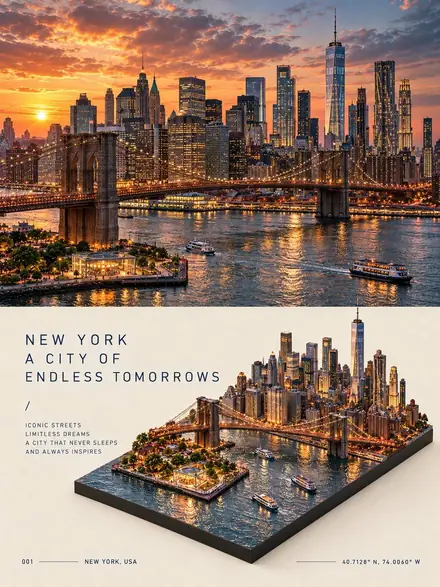 NEW YORK
A CITY OF
ENDLESS TOMORROWS
/
ICONIC STREETS
LIMITLESS DREAMS
A CITY THAT NEVER SLEEPS
AND ALWAYS INSPIRES
001
NEW YORK, USA
40.7128° N, 74.0060° W